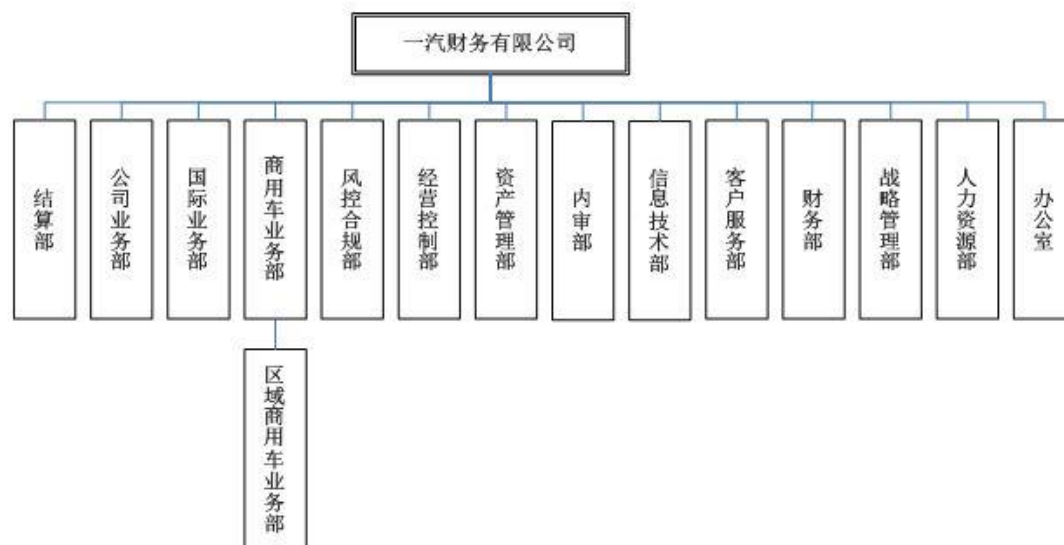 一汽财务有限公司
结算部
公司业务部
国际业务部
商用车业务部
风控合规部
经营控制部
资产管理部
内审部
信息技术部
客户服务部
财务部
战略管理部
人力资源部
办公室
区域商用车业务部